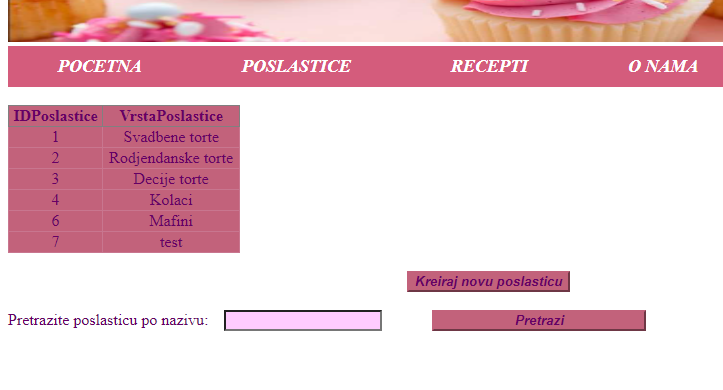 POCETNA POSLASTICE RECEPTI O NAMA
IDPoslastice VrstaPoslastice
1 Svadbene torte
2 Rodjendanske torte
3 Decije torte
4 Kolaci
6 Mafini
7 test
Kreiraj novu poslasticu
Pretrazite poslasticu po nazivu: Pretrazi